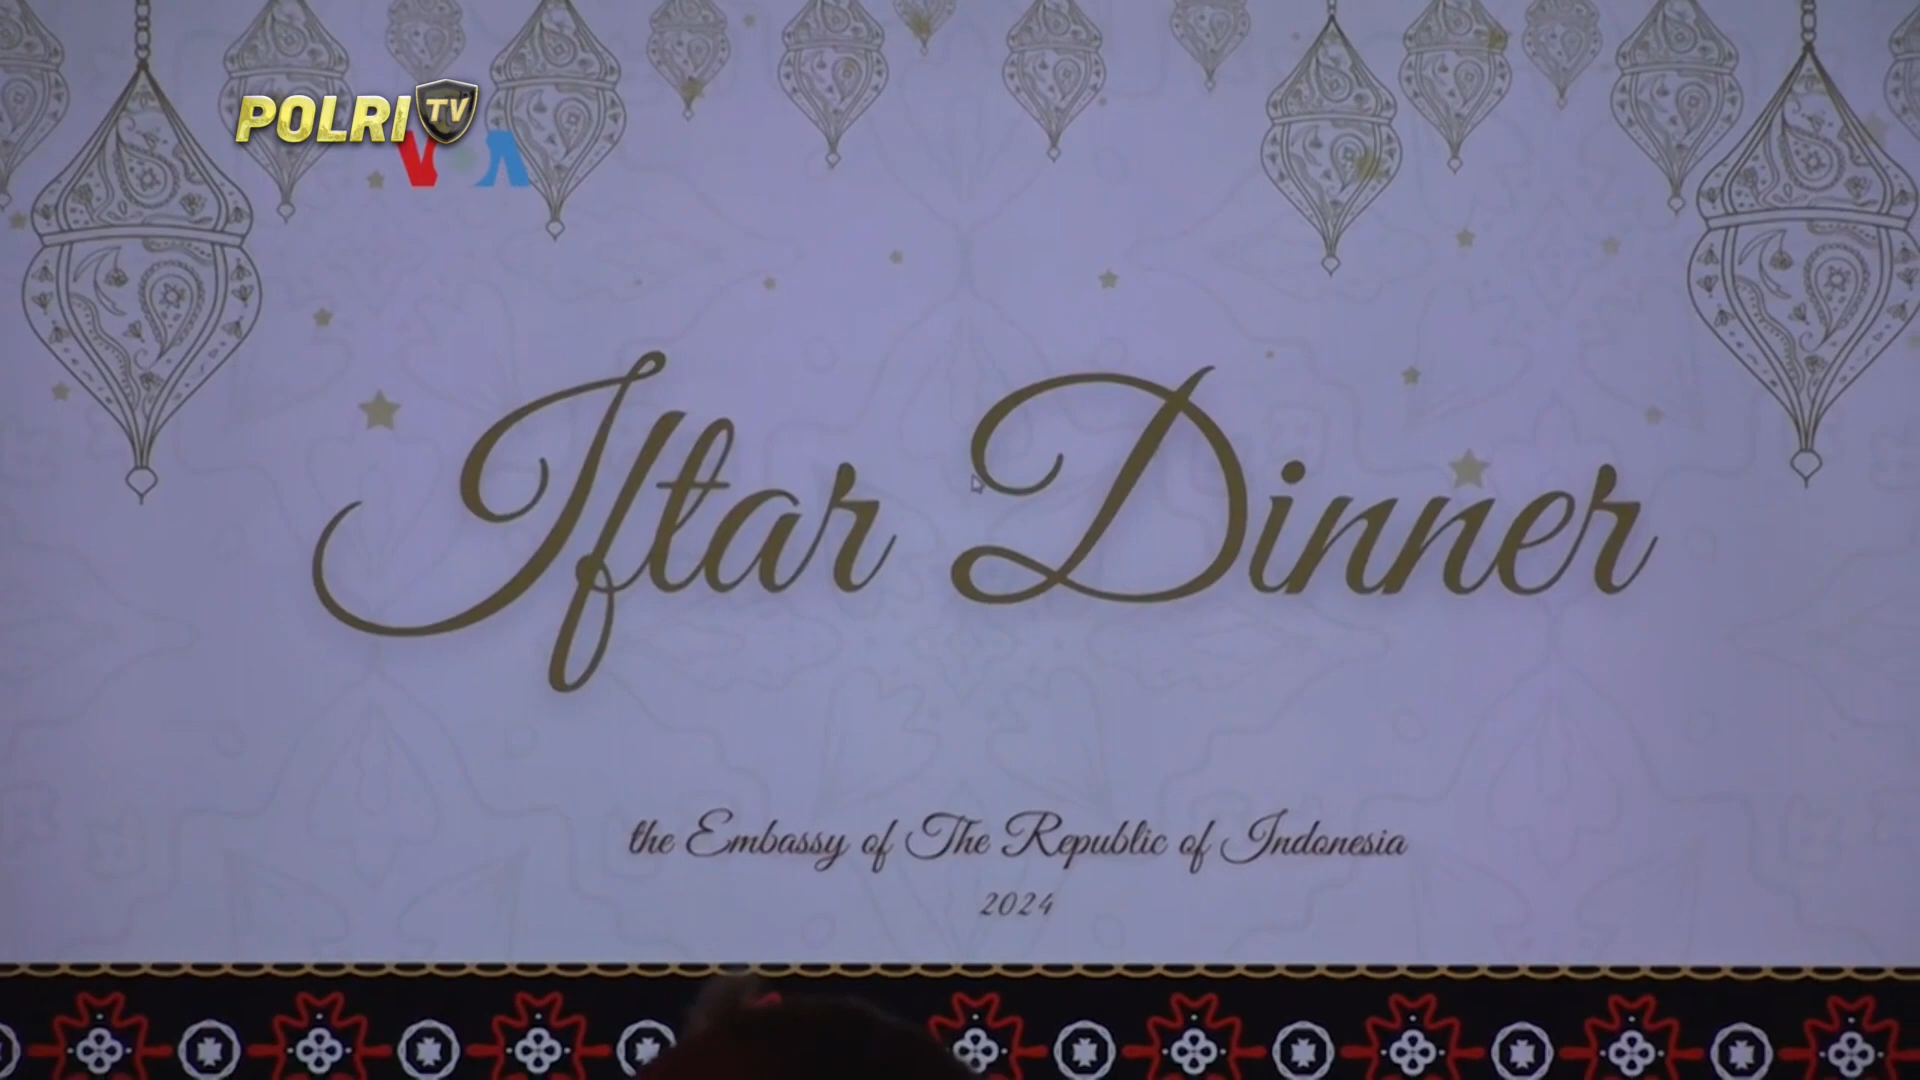 POLRI TV
VOA
Iftar Dinner
the Embassy of The Republic of Indonesia
2024